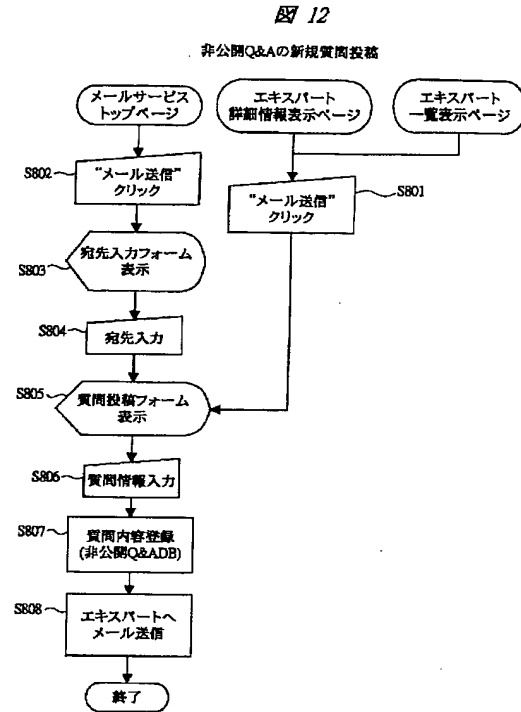 図 12
非公開Q&Aの新規質問投稿
メールサービス
トップページ
エキスパート
詳細情報表示ページ
エキスパート
一覧表示ページ
S802
“メール送信”
クリック
“メール送信”
クリック
S801
S803
宛先入力フォーム
表示
S804
宛先入力
S805
質問投稿フォーム
表示
S806
質問情報入力
S807
質問内容登録
(非公開Q&ADB)
S808
エキスパートへ
メール送信
終了